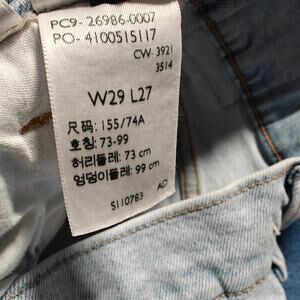 PC9- 26986-0007
PO- 4100515117
CW- 3921
3514
W29 L27
尺码: 155/74A
호칭: 73-99
허리둘레: 73 cm
엉덩이둘레: 99 cm
S110783
AD